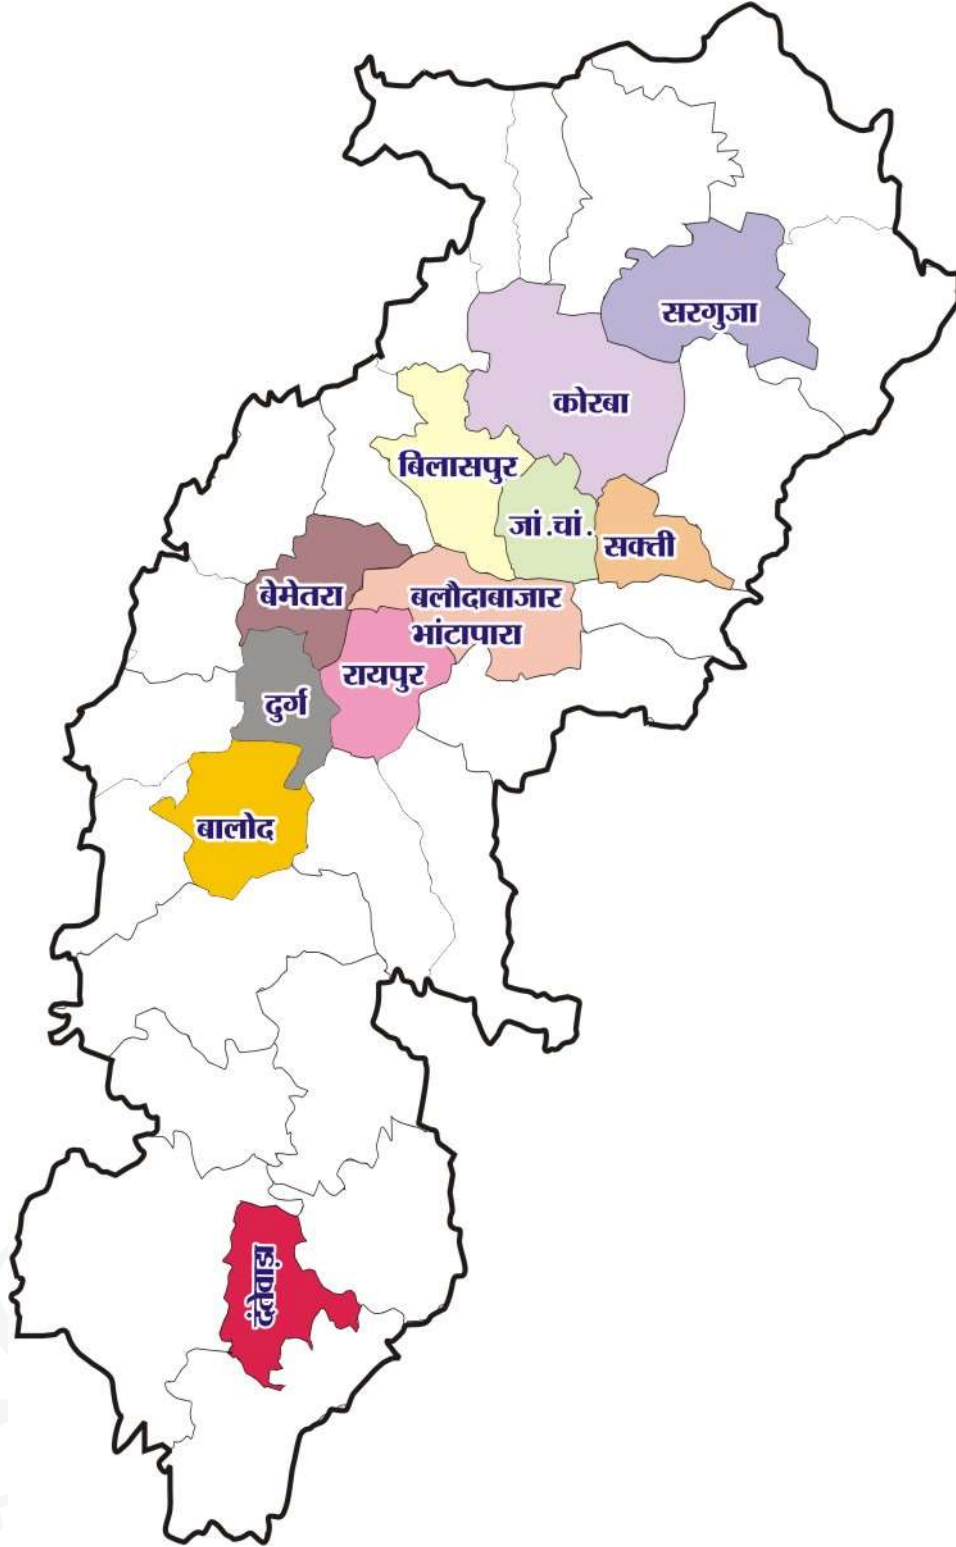 सरगुजा
कोरबा
बिलासपुर
जां.चां.
सक्ती
बेमेतरा
बलौदाबाजार
भांटापारा
रायपुर
दुर्ग
बालोद
दंतेवाड़ा